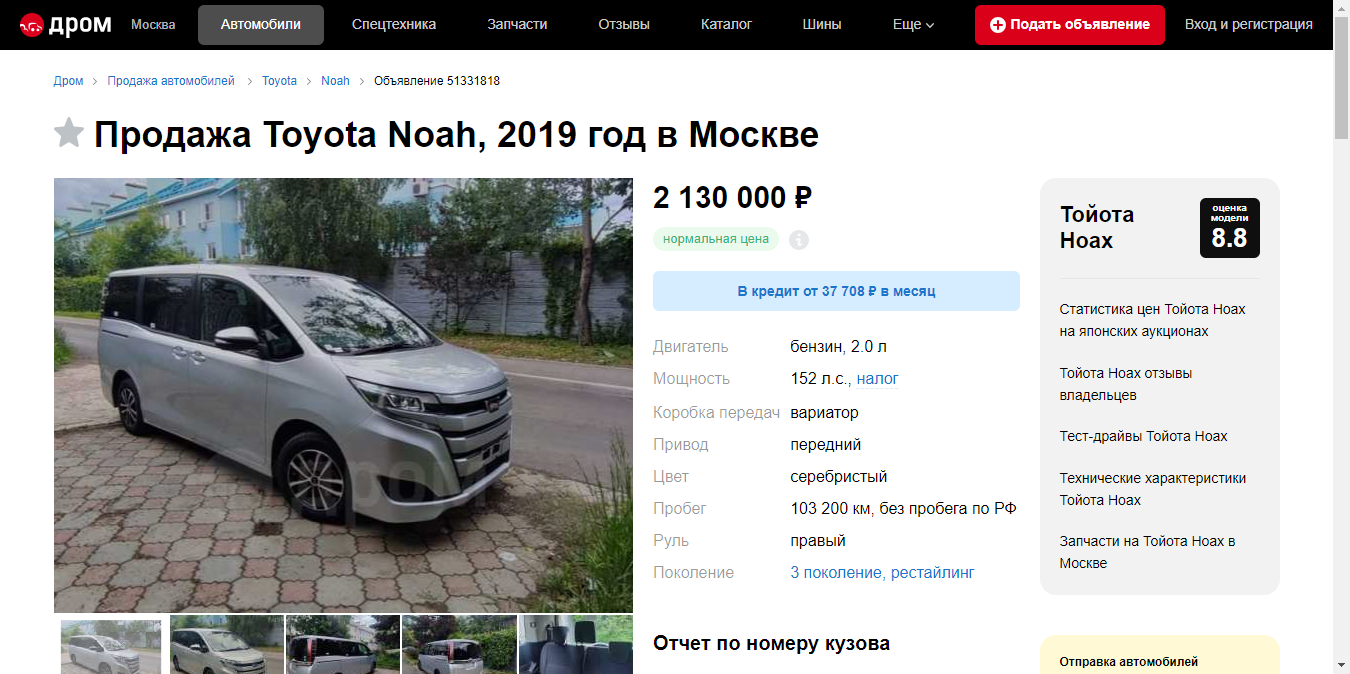 дром
Москва
Автомобили
Спецтехника
Запчасти
Отзывы
Каталог
Шины
Еще
Подать объявление
Вход и регистрация
Дром
Продажа автомобилей
Toyota
Noah
Объявление 51331818
Продажа Toyota Noah, 2019 год в Москве
дром
2 130 000 ₽
нормальная цена
В кредит от 37 708 ₽ в месяц
Двигатель бензин, 2.0 л
Мощность 152 л.с., налог
Коробка передач вариатор
Привод передний
Цвет серебристый
Пробег 103 200 км, без пробега по РФ
Руль правый
Поколение 3 поколение, рестайлинг
Отчет по номеру кузова
Тойота
Ноах
оценка
модели
8.8
Статистика цен Тойота Ноах
на японских аукционах
Тойота Ноах отзывы
владельцев
Тест-драйвы Тойота Ноах
Технические характеристики
Тойота Ноах
Запчасти на Тойота Ноах в
Москве
Отправка автомобилей